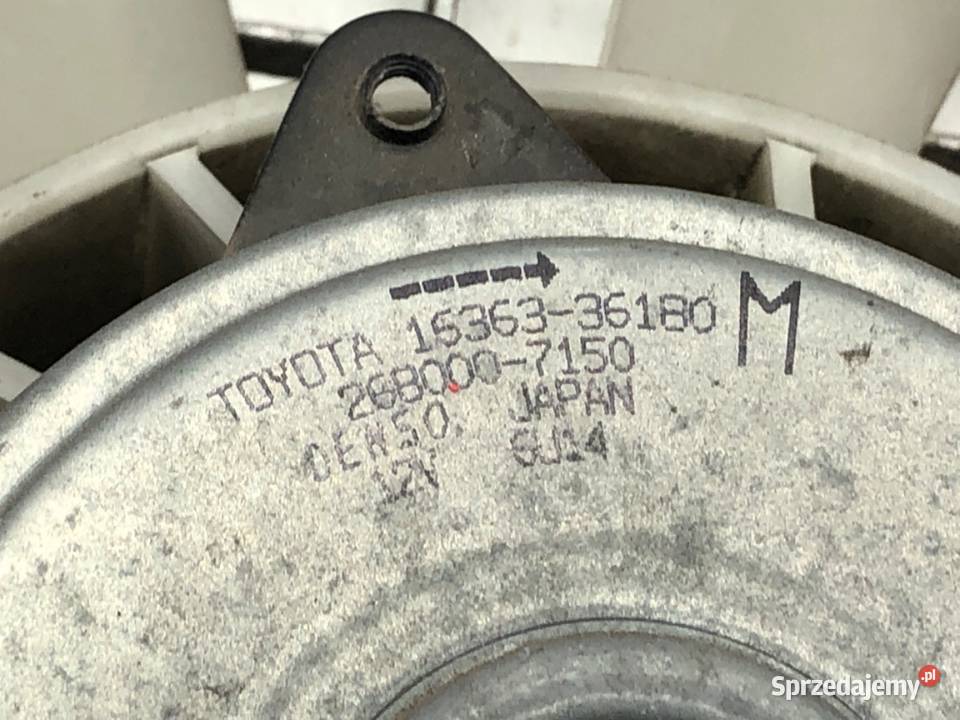 TOYOTA 16363-36180 M
268000-7150
DENSO JAPAN
12V 6J14
Sprzedajemy.pl